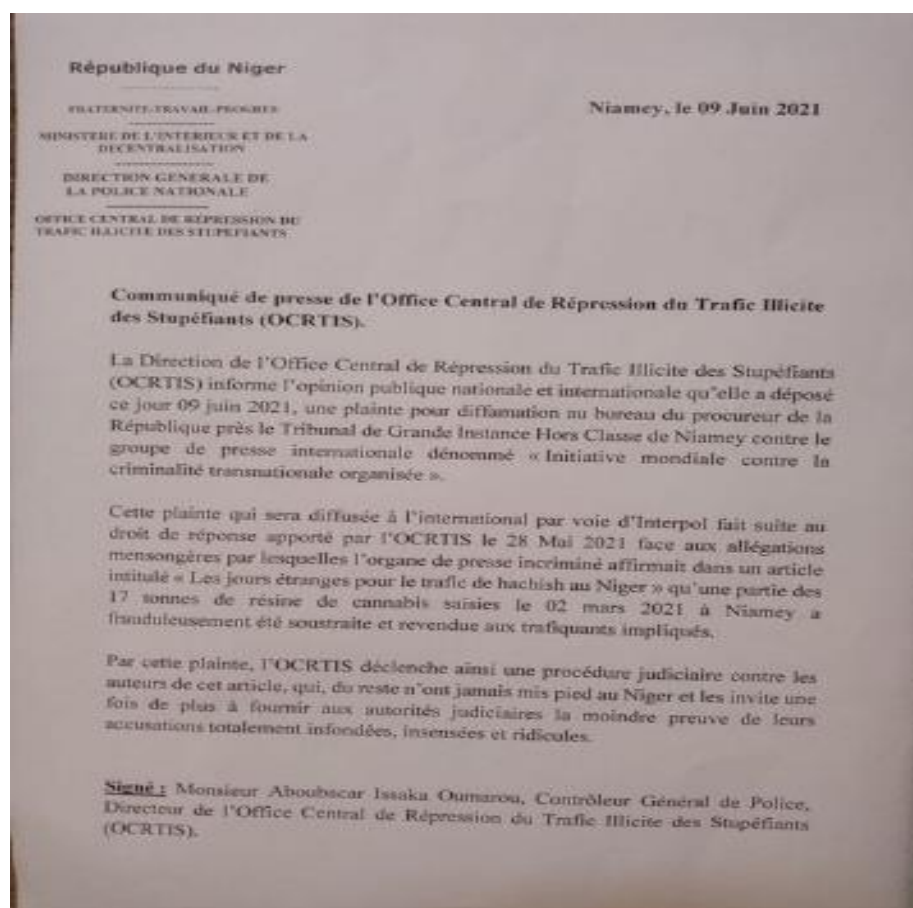 République du Niger
FRATERNITE-TRAVAIL-PROGRES
MINISTERE DE L'INTERIEUR ET DE LA
DECENTRALISATION
DIRECTION GENERALE DE
LA POLICE NATIONALE
OFFICE CENTRAL DE RÉPRESSION DU
TRAFIC ILLICITE DES STUPEFIANTS
Niamey, le 09 Juin 2021
Communiqué de presse de l'Office Central de Répression du Trafic Illicite
des Stupéfiants (OCRTIS).
La Direction de l'Office Central de Répression du Trafic Illicite des Stupéfiants
(OCRTIS) informe l'opinion publique nationale et internationale qu'elle a déposé
ce jour 09 juin 2021, une plainte pour diffamation au bureau du procureur de la
République près le Tribunal de Grande Instance Hors Classe de Niamey contre le
groupe de presse internationale dénommé « Initiative mondiale contre la
criminalité transnationale organisée ».
Cette plainte qui sera diffusée à l'international par voie d'Interpol fait suite au
droit de réponse apporté par l'OCRTIS le 28 Mai 2021 face aux allégations
mensongères par lesquelles l'organe de presse incriminé affirmait dans un article
intitulé « Les jours étranges pour le trafic de hachish au Niger » qu'une partie des
17 tonnes de résine de cannabis saisies le 02 mars 2021 à Niamey a
frauduleusement été soustraite et revendue aux trafiquants impliqués.
Par cette plainte, l'OCRTIS déclenche ainsi une procédure judiciaire contre les
auteurs de cet article, qui, du reste n'ont jamais mis pied au Niger et les invite une
fois de plus à fournir aux autorités judiciaires la moindre preuve de leurs
accusations totalement infondées, insensées et ridicules.
Signé : Monsieur Aboubacar Issaka Oumarou, Contrôleur Général de Police,
Directeur de l'Office Central de Répression du Trafic Illicite des Stupéfiants
(OCRTIS).